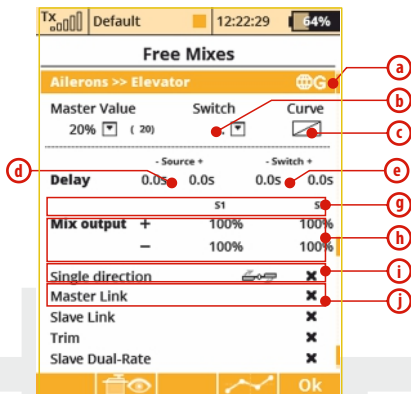 Tx Default 12:22:29 64%
Free Mixes
Ailerons >> Elevator G a
Master Value Switch Curve b
20% ( 20) c
- Source + - Switch +
d Delay 0.0s 0.0s 0.0s 0.0s e
S1 g
Mix output + 100% 100% h
– 100% 100%
Single direction i
Master Link j
Slave Link
Trim
Slave Dual-Rate
Ok